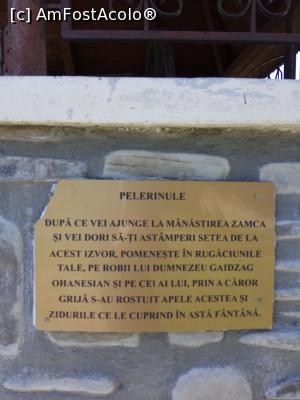 [c] AmFostAcolo®
PELERINULE
DUPĂ CE VEI AJUNGE LA MÂNĂSTIREA ZAMCA
ȘI VEI DORI SĂ-ȚI ASTÂMPERI SETEA DE LA
ACEST IZVOR, POMENEȘTE ÎN RUGĂCIUNILE
TALE, PE ROBII LUI DUMNEZEU GAIDZAG
OHANESIAN ȘI PE CEI AI LUI, PRIN A CĂROR
GRIJĂ S-AU ROSTUIT APELE ACESTEA ȘI
ZIDURILE CE LE CUPRIND ÎN ASTĂ FÂNTÂNĂ.